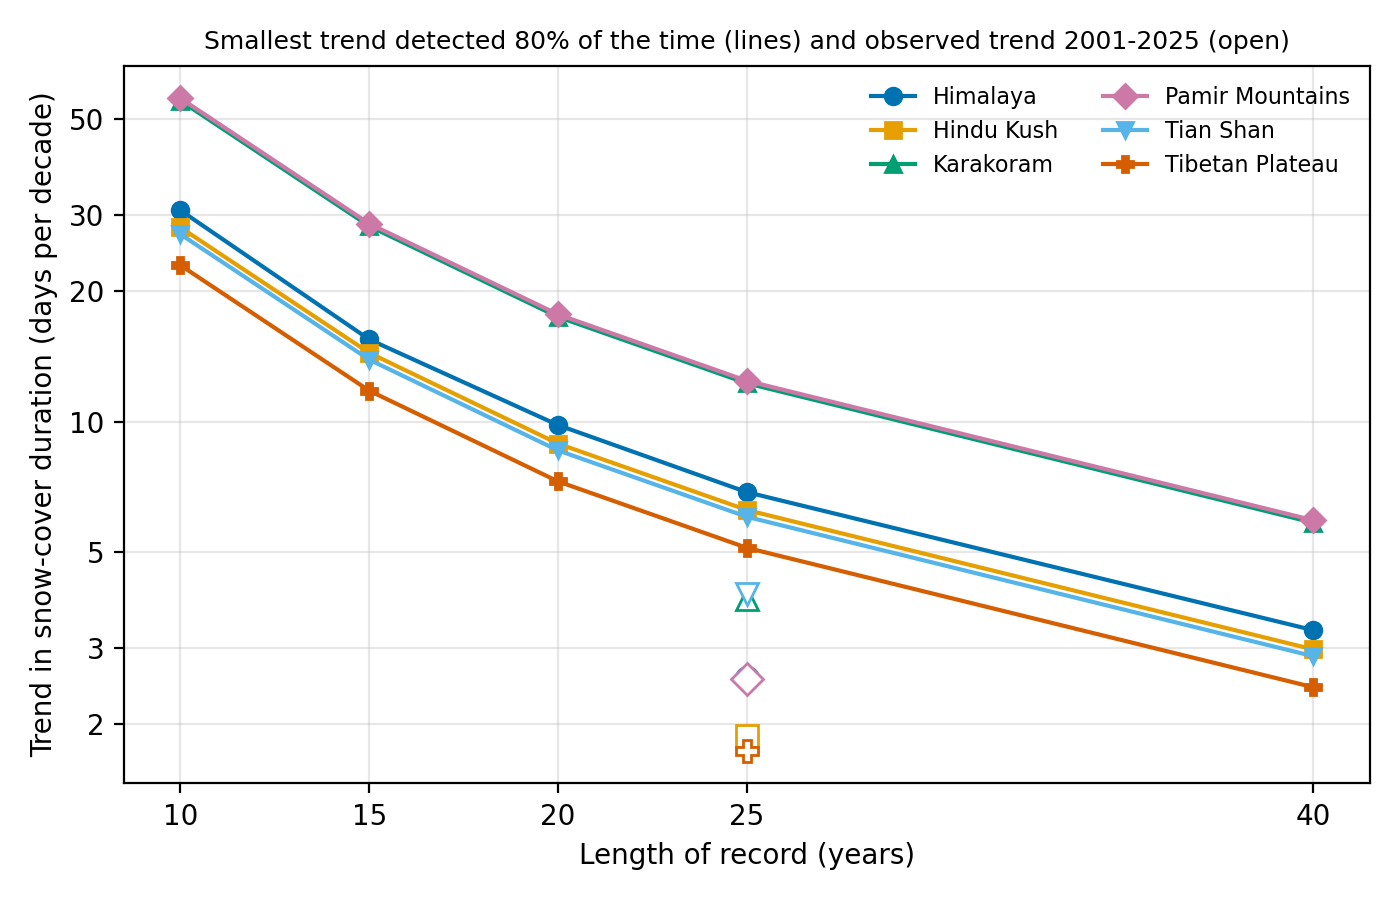 Smallest trend detected 80% of the time (lines) and observed trend 2001-2025 (open)
Trend in snow-cover duration (days per decade)
50
30
20
10
5
3
2
Himalaya
Hindu Kush
Karakoram
Pamir Mountains
Tian Shan
Tibetan Plateau
10 15 20 25 40
Length of record (years)